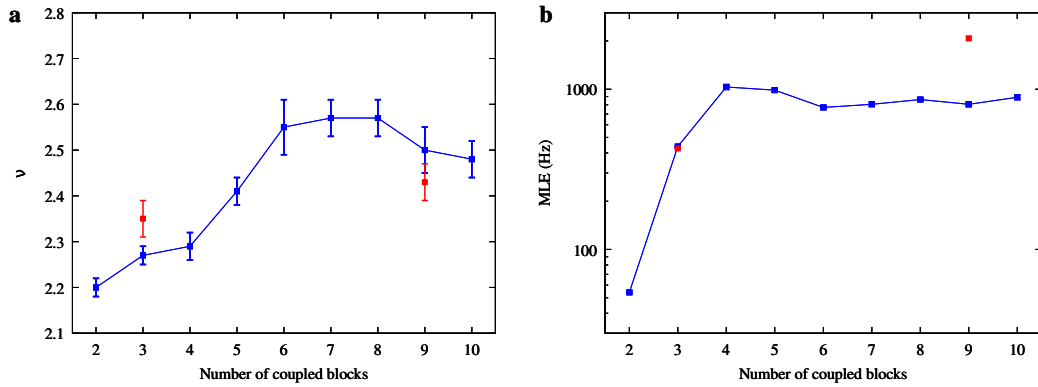 a
2.8
2.7
2.6
2.5
2.4
2.3
2.2
2.1
ν
2 3 4 5 6 7 8 9 10
Number of coupled blocks
b
1000
100
MLE (Hz)
2 3 4 5 6 7 8 9 10
Number of coupled blocks